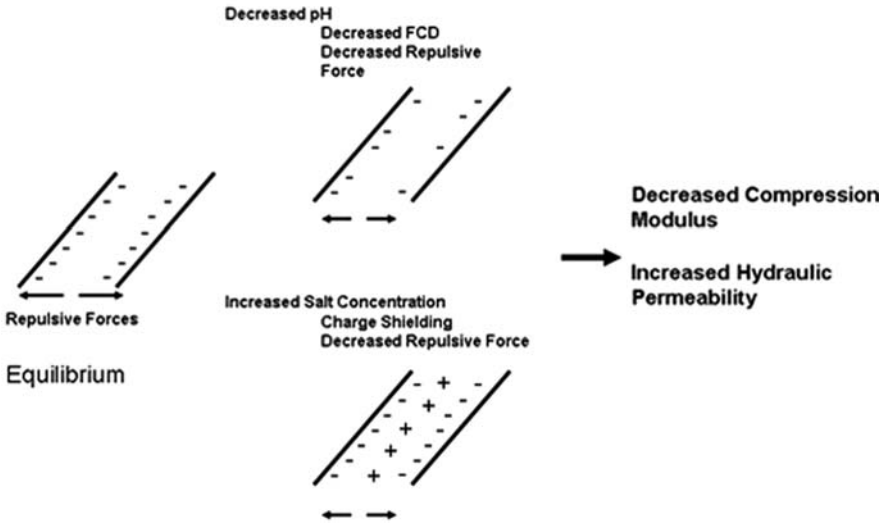 Decreased pH
Decreased FCD
Decreased Repulsive
Force
Repulsive Forces
Equilibrium
Increased Salt Concentration
Charge Shielding
Decreased Repulsive Force
Decreased Compression
Modulus
Increased Hydraulic
Permeability